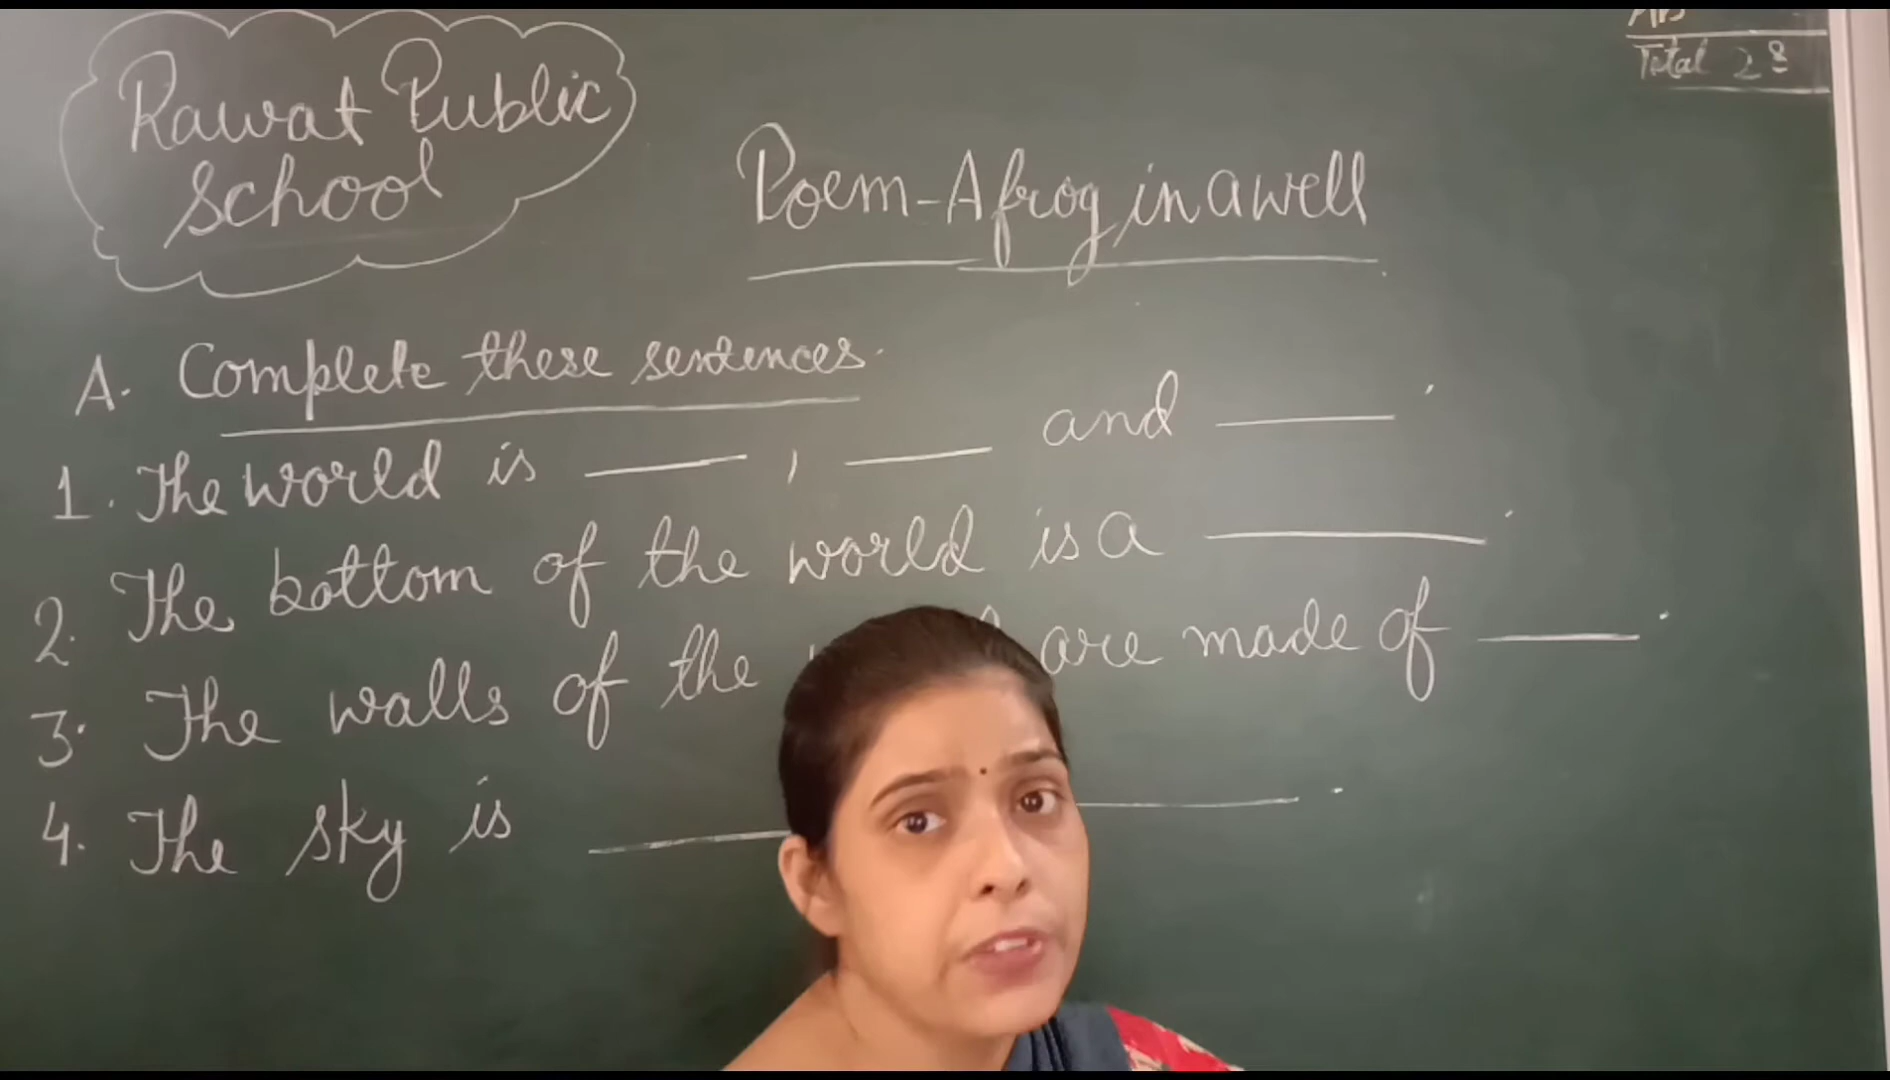 Rawat Public
School
Total 28
Poem - A frog in a well
A. Complete these sentences.
1. The world is ____ , ____ and ____ .
2. The bottom of the world is a ____ .
3. The walls of the are made of ____ .
4. The sky is ____ .